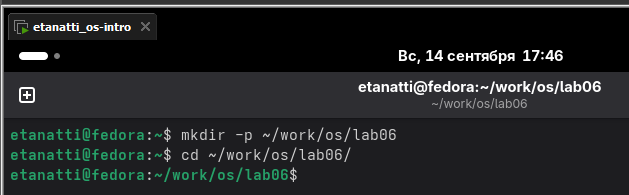 etanatti_os-intro
Вс, 14 сентября 17:46
etanatti@fedora:~/work/os/lab06
~/work/os/lab06
etanatti@fedora:~$ mkdir -p ~/work/os/lab06
etanatti@fedora:~$ cd ~/work/os/lab06/
etanatti@fedora:~/work/os/lab06$